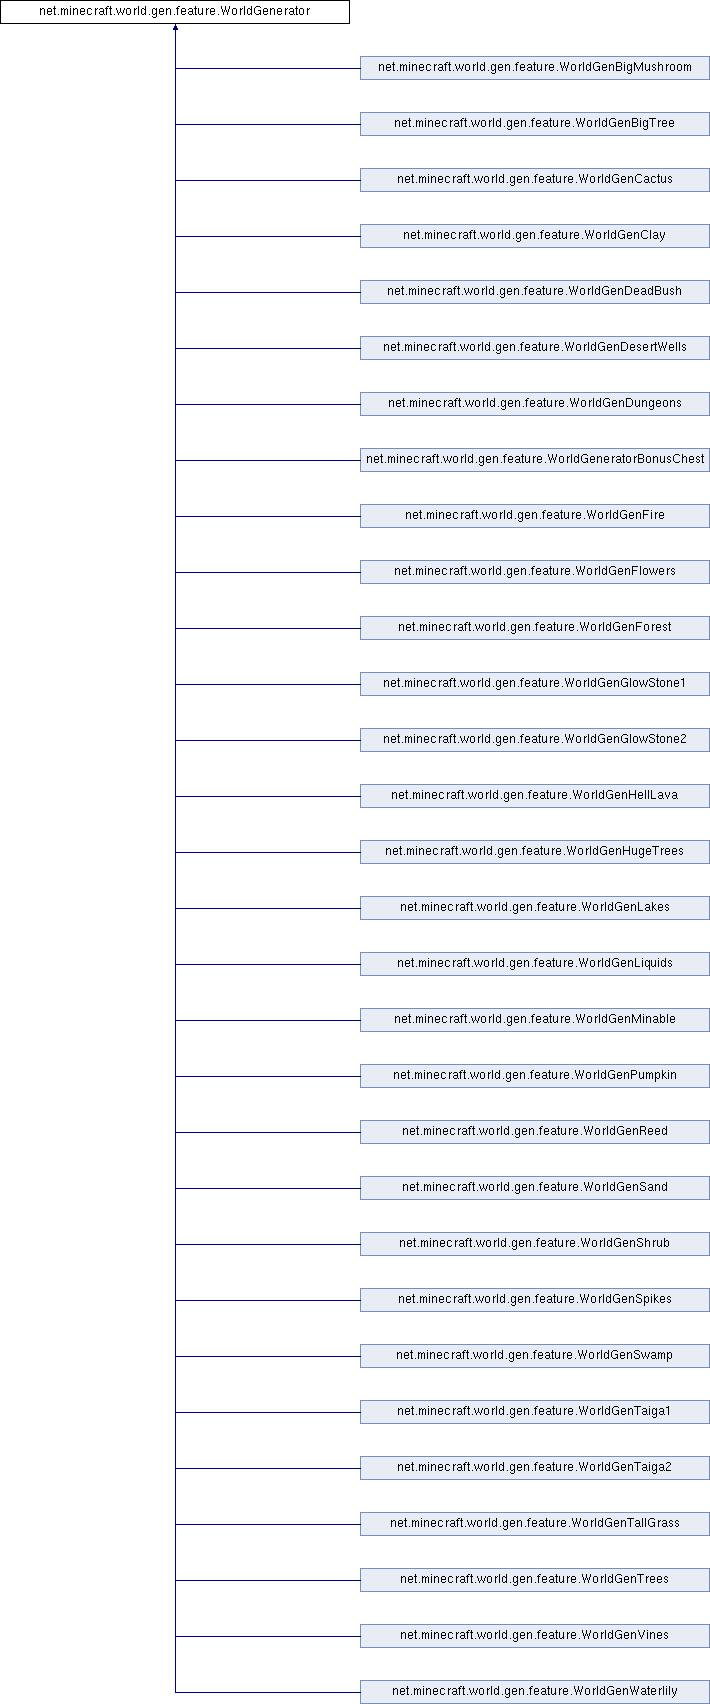 net.minecraft.world.gen.feature.WorldGenerator
net.minecraft.world.gen.feature.WorldGenBigMushroom
net.minecraft.world.gen.feature.WorldGenBigTree
net.minecraft.world.gen.feature.WorldGenCactus
net.minecraft.world.gen.feature.WorldGenClay
net.minecraft.world.gen.feature.WorldGenDeadBush
net.minecraft.world.gen.feature.WorldGenDesertWells
net.minecraft.world.gen.feature.WorldGenDungeons
net.minecraft.world.gen.feature.WorldGeneratorBonusChest
net.minecraft.world.gen.feature.WorldGenFire
net.minecraft.world.gen.feature.WorldGenFlowers
net.minecraft.world.gen.feature.WorldGenForest
net.minecraft.world.gen.feature.WorldGenGlowStone1
net.minecraft.world.gen.feature.WorldGenGlowStone2
net.minecraft.world.gen.feature.WorldGenHellLava
net.minecraft.world.gen.feature.WorldGenHugeTrees
net.minecraft.world.gen.feature.WorldGenLakes
net.minecraft.world.gen.feature.WorldGenLiquids
net.minecraft.world.gen.feature.WorldGenMinable
net.minecraft.world.gen.feature.WorldGenPumpkin
net.minecraft.world.gen.feature.WorldGenReed
net.minecraft.world.gen.feature.WorldGenSand
net.minecraft.world.gen.feature.WorldGenShrub
net.minecraft.world.gen.feature.WorldGenSpikes
net.minecraft.world.gen.feature.WorldGenSwamp
net.minecraft.world.gen.feature.WorldGenTaiga1
net.minecraft.world.gen.feature.WorldGenTaiga2
net.minecraft.world.gen.feature.WorldGenTallGrass
net.minecraft.world.gen.feature.WorldGenTrees
net.minecraft.world.gen.feature.WorldGenVines
net.minecraft.world.gen.feature.WorldGenWaterlily